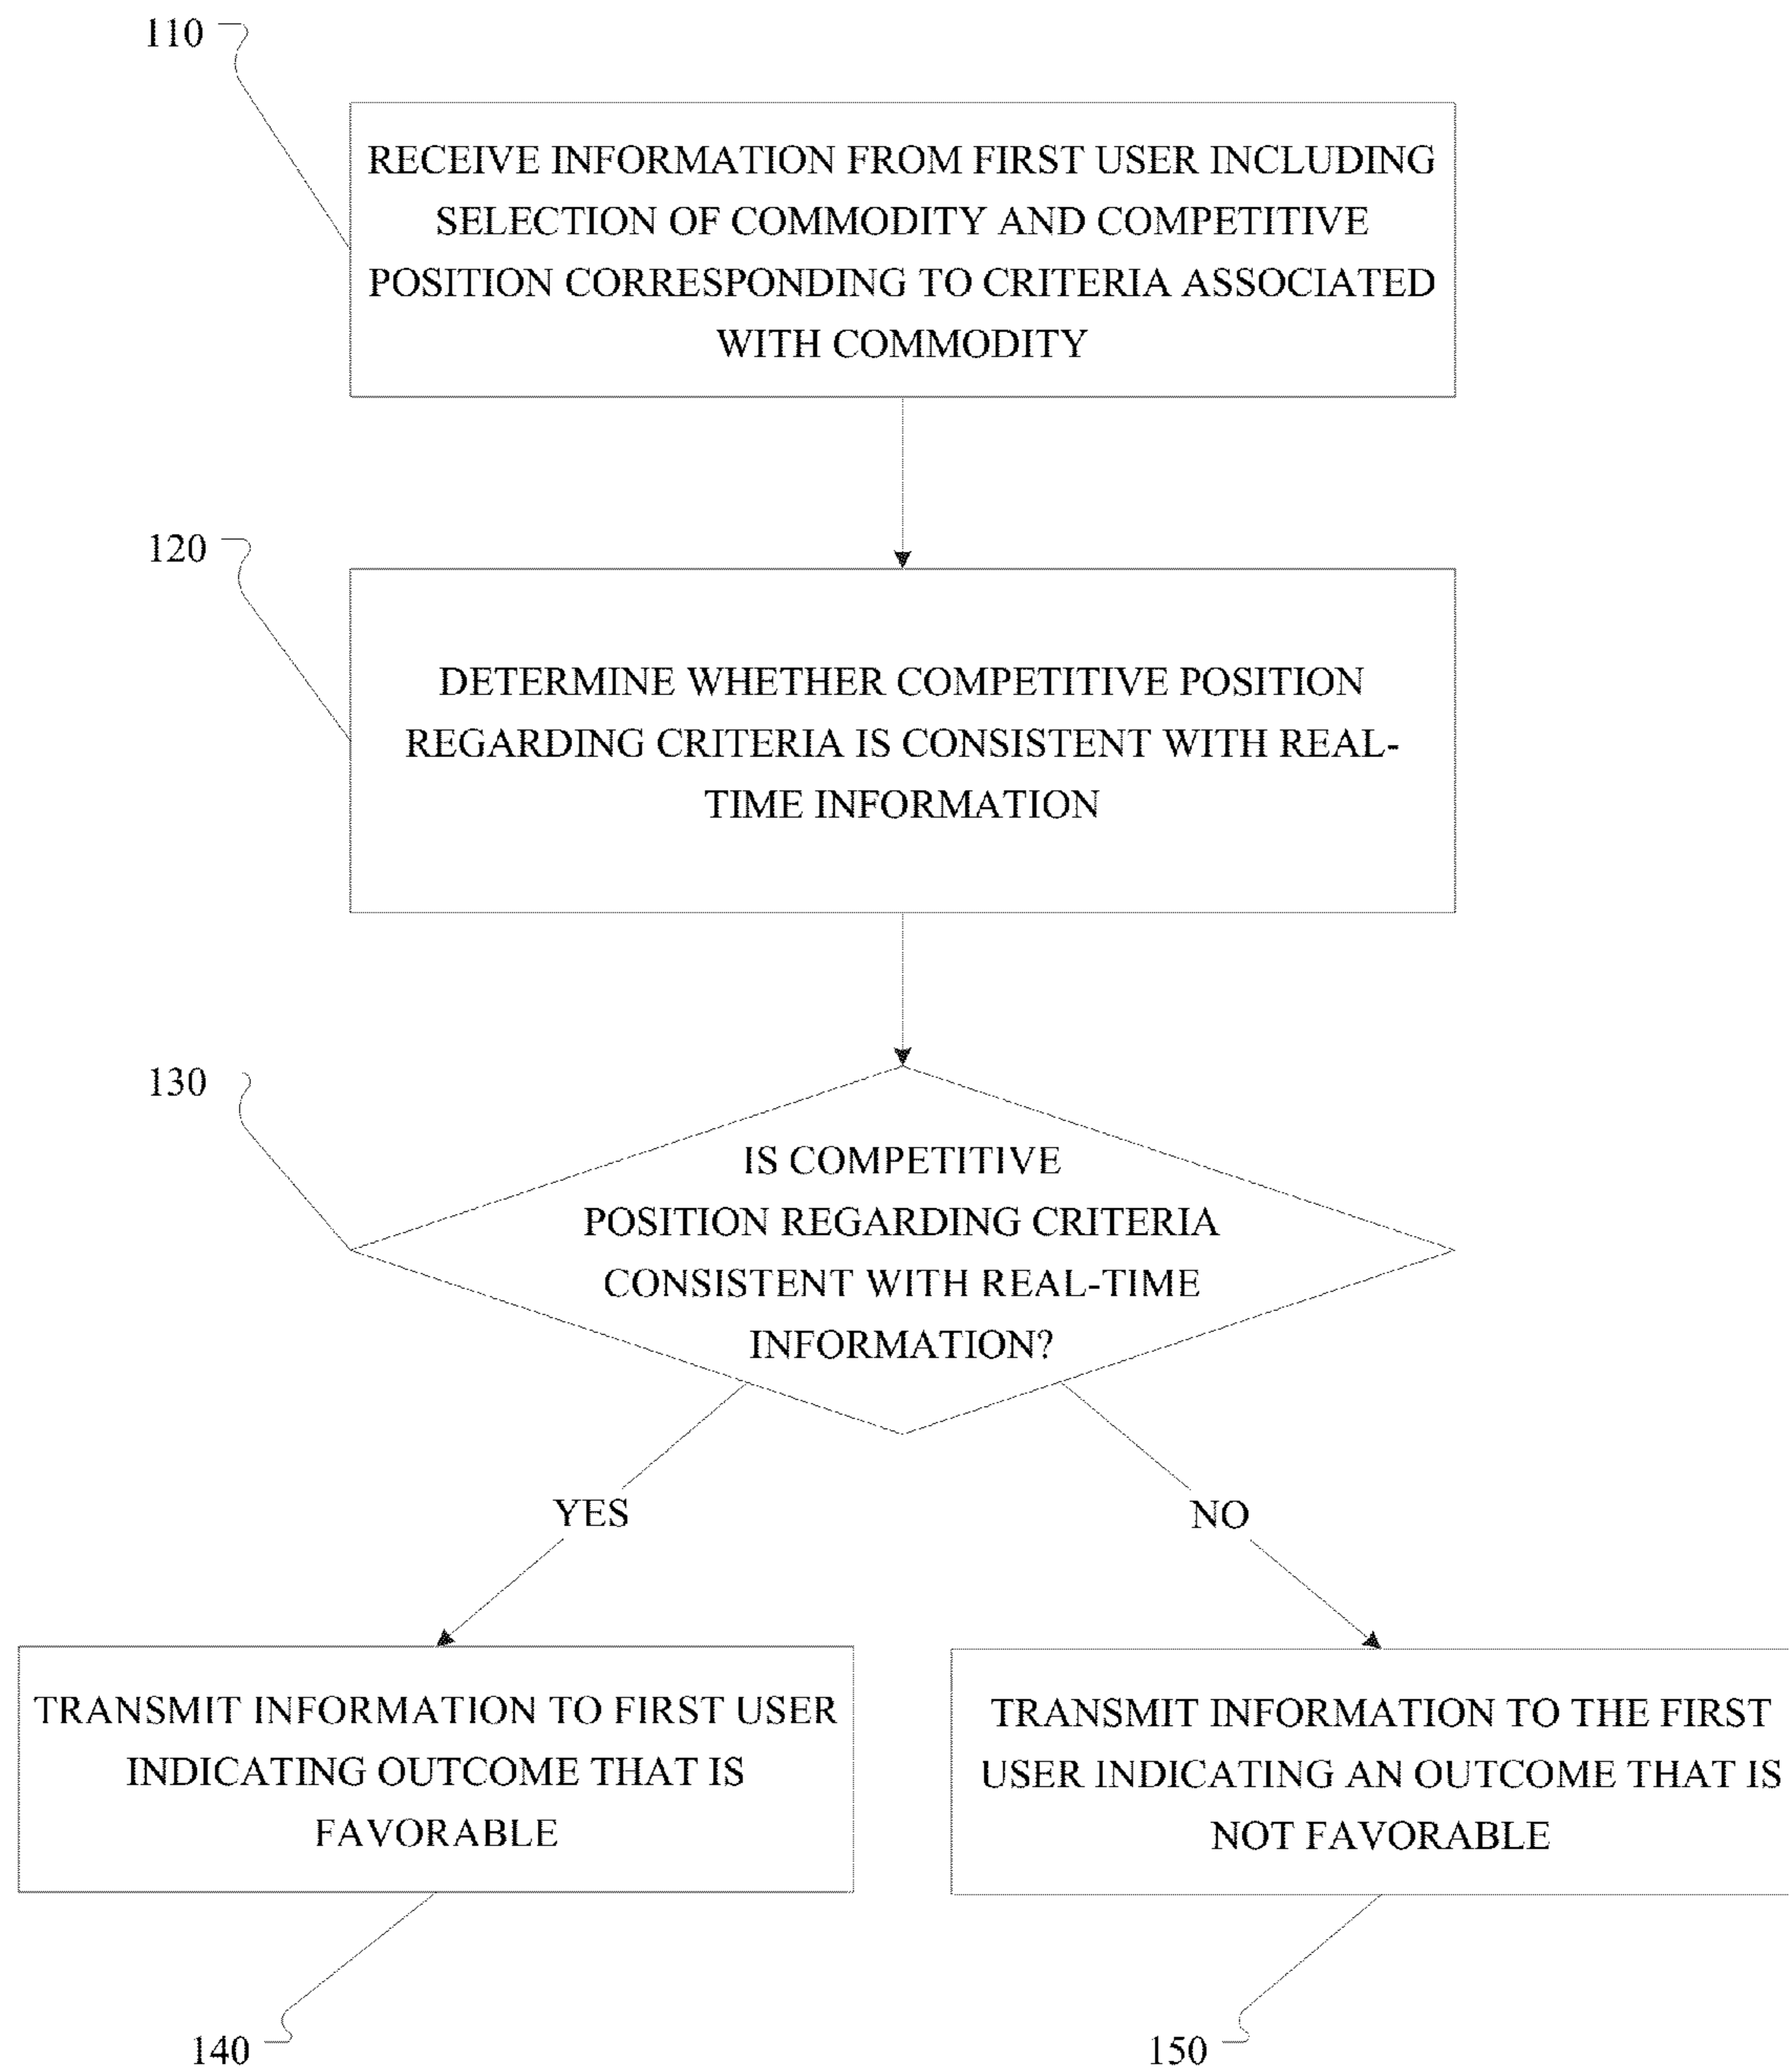 110
RECEIVE INFORMATION FROM FIRST USER INCLUDING
SELECTION OF COMMODITY AND COMPETITIVE
POSITION CORRESPONDING TO CRITERIA ASSOCIATED
WITH COMMODITY
120
DETERMINE WHETHER COMPETITIVE POSITION
REGARDING CRITERIA IS CONSISTENT WITH REAL-
TIME INFORMATION
130
IS COMPETITIVE
POSITION REGARDING CRITERIA
CONSISTENT WITH REAL-TIME
INFORMATION?
YES
NO
TRANSMIT INFORMATION TO FIRST USER
INDICATING OUTCOME THAT IS
FAVORABLE
TRANSMIT INFORMATION TO THE FIRST
USER INDICATING AN OUTCOME THAT IS
NOT FAVORABLE
140
150